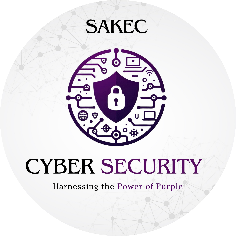 SAKEC
CYBER SECURITY
Harnessing the Power of Purple